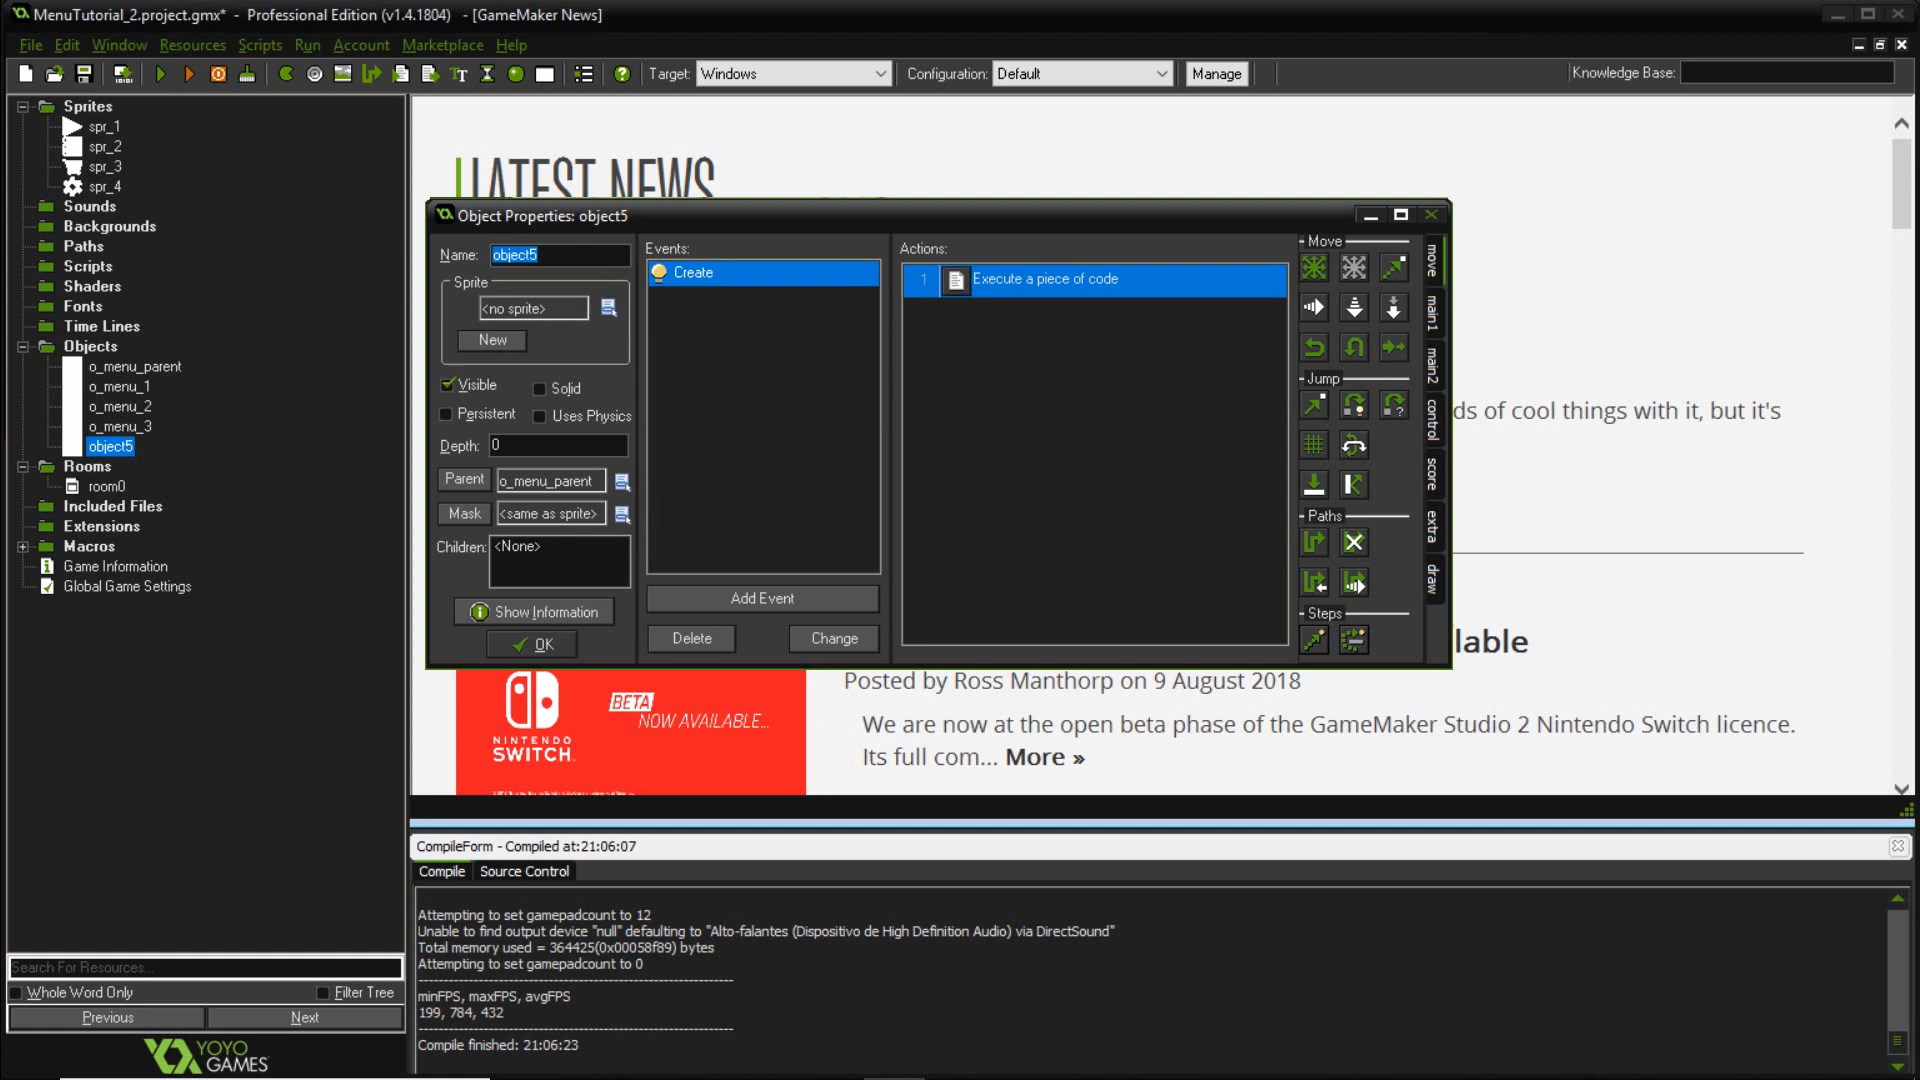 MenuTutorial_2.project.gmx* - Professional Edition (v1.4.1804) - [GameMaker News]
File Edit Window Resources Scripts Run Account Marketplace Help
Target: Windows Configuration: Default Manage Knowledge Base:
Sprites
spr_1
spr_2
spr_3
spr_4
Sounds
Backgrounds
Paths
Scripts
Shaders
Fonts
Time Lines
Objects
o_menu_parent
o_menu_1
o_menu_2
o_menu_3
object5
Rooms
room0
Included Files
Extensions
Macros
Game Information
Global Game Settings
Search For Resources...
Whole Word Only Filter Tree
Previous Next
YOYO
GAMES
LATEST NEWS
Object Properties: object5
Name: object5
Sprite
<no sprite>
New
Visible Solid
Persistent Uses Physics
Depth: 0
Parent o_menu_parent
Mask <same as sprite>
Children: <None>
Show Information
OK
Events:
Create
Add Event
Delete Change
Actions:
1 Execute a piece of code
Move
Jump
Paths
Steps
move
main1
main2
control
score
extra
draw
ds of cool things with it, but it's
lable
Posted by Ross Manthorp on 9 August 2018
We are now at the open beta phase of the GameMaker Studio 2 Nintendo Switch licence.
Its full com... More »
BETA
NOW AVAILABLE...
NINTENDO
SWITCH.
CompileForm - Compiled at:21:06:07
Compile Source Control
Attempting to set gamepadcount to 12
Unable to find output device "null" defaulting to "Alto-falantes (Dispositivo de High Definition Audio) via DirectSound"
Total memory used = 364425(0x00058f89) bytes
Attempting to set gamepadcount to 0
minFPS, maxFPS, avgFPS
199, 784, 432
Compile finished: 21:06:23